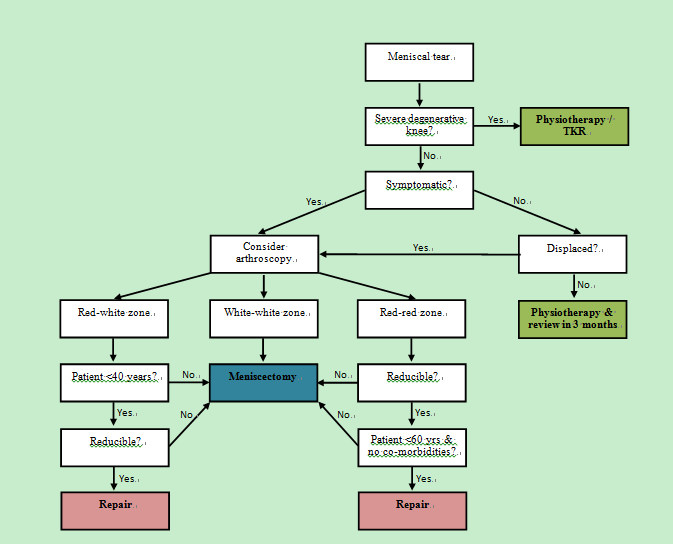 Meniscal tear
Severe degenerative
knee?
Yes
Physiotherapy /
TKR
No
Symptomatic?
Yes
No
Consider
arthroscopy
Yes
Displaced?
No
Red-white zone
White-white zone
Red-red zone
Physiotherapy &
review in 3 months
Patient <40 years?
No
Meniscectomy
No
Reducible?
Yes
No
No
Yes
Reducible?
Patient <60 yrs &
no co-morbidities?
Yes
Yes
Repair
Repair